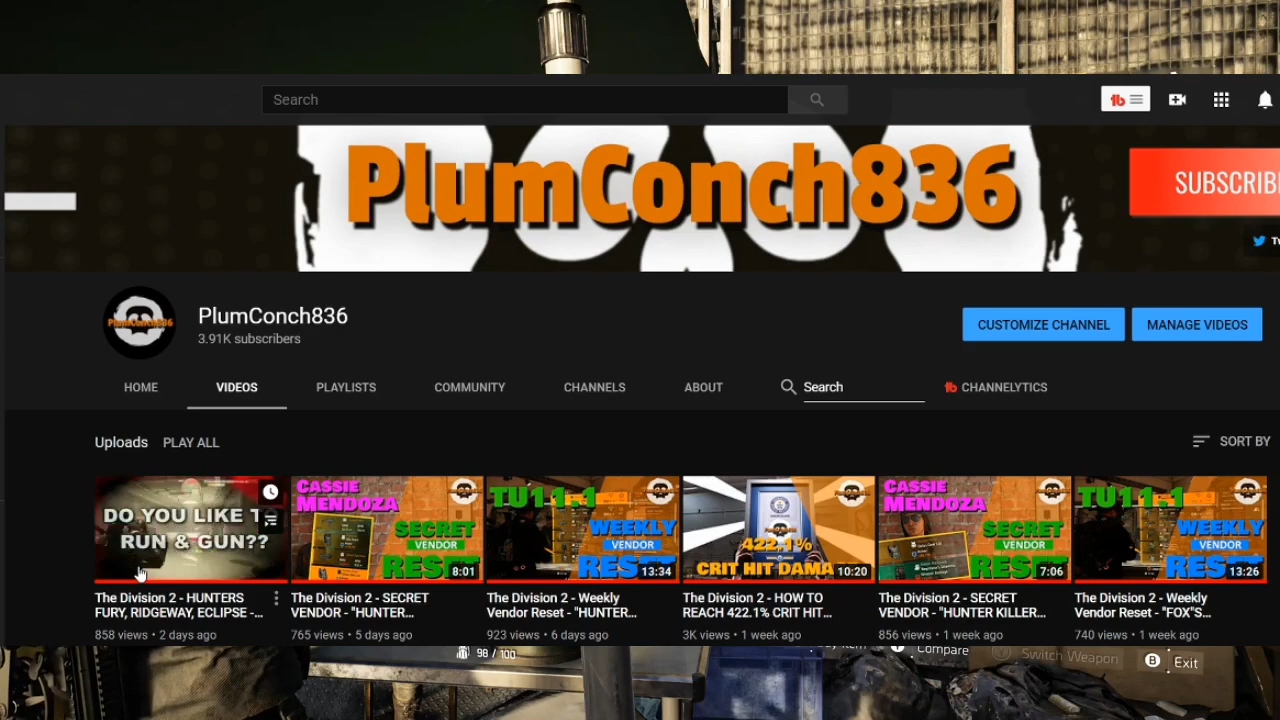 Search
PlumConch836
SUBSCRIB
PlumConch836
PlumConch836
3.91K subscribers
CUSTOMIZE CHANNEL
MANAGE VIDEOS
HOME
VIDEOS
PLAYLISTS
COMMUNITY
CHANNELS
ABOUT
Search
CHANNELYTICS
Uploads
PLAY ALL
SORT BY
DO YOU LIKE T
RUN & GUN??
CASSIE
MENDOZA
SECRET
VENDOR
RES
8:01
TU11.1
WEEKLY
VENDOR
RES
13:34
422.1%
CRIT HIT DAMA
10:20
CASSIE
MENDOZA
SECRET
VENDOR
RES
7:06
TU11.1
WEEKLY
VENDOR
RES
13:26
The Division 2 - HUNTERS
FURY, RIDGEWAY, ECLIPSE -...
858 views • 2 days ago
The Division 2 - SECRET
VENDOR - "HUNTER...
765 views • 5 days ago
The Division 2 - Weekly
Vendor Reset - "HUNTER...
923 views • 6 days ago
The Division 2 - HOW TO
REACH 422.1% CRIT HIT...
3K views • 1 week ago
The Division 2 - SECRET
VENDOR - "HUNTER KILLER...
856 views • 1 week ago
The Division 2 - Weekly
Vendor Reset - "FOX"S...
740 views • 1 week ago
98 / 100
Compare
Switch Weapon
B Exit